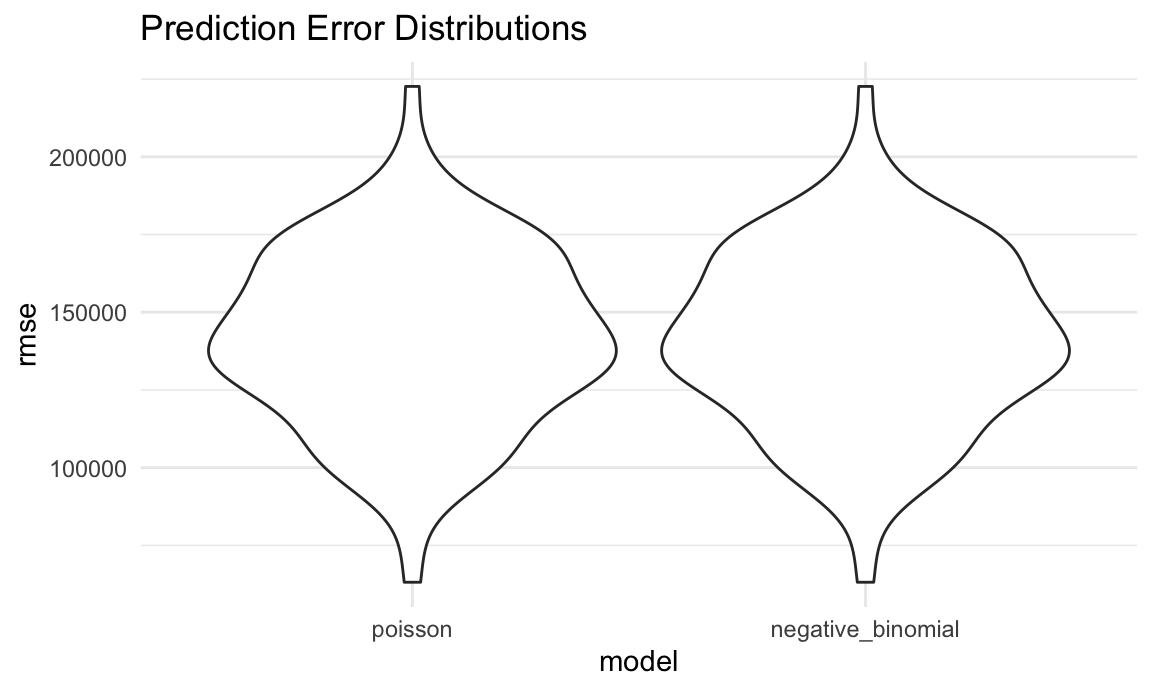 Prediction Error Distributions
rmse
200000
150000
100000
poisson
negative_binomial
model